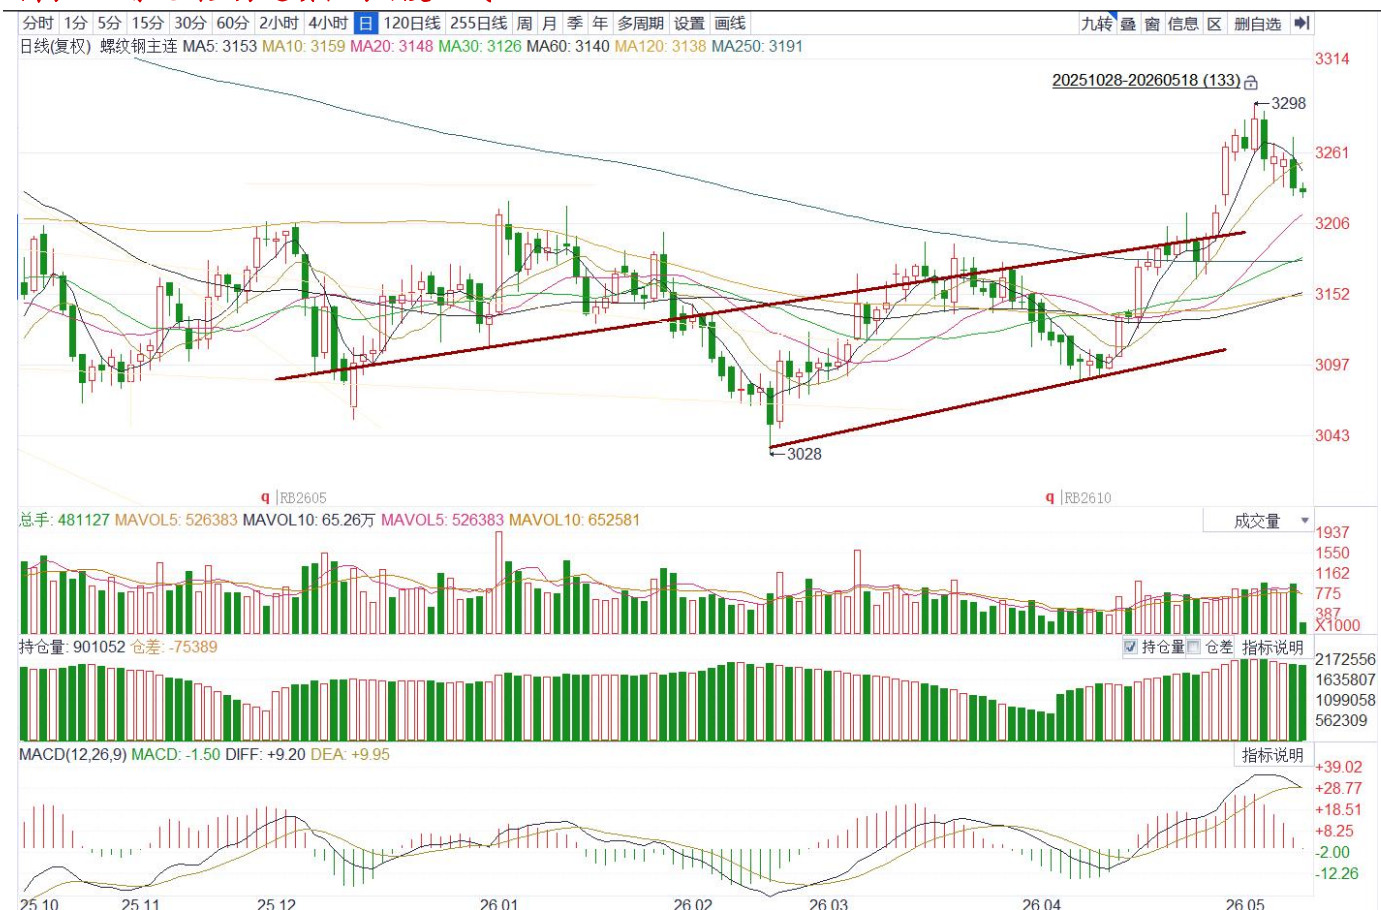 分时 1分 5分 15分 30分 60分 2小时 4小时 日 120日线 255日线 周 月 季 年 多周期 设置 画线 九转 叠 窗 信息 区 删自选
日线(复权) 螺纹钢主连 MA5: 3153 MA10: 3159 MA20: 3148 MA30: 3126 MA60: 3140 MA120: 3138 MA250: 3191
3314
20251028-20260518 (133)
3298
3261
3206
3152
3097
3043
3028
q RB2605
q RB2610
总手: 481127 MAVOL5: 526383 MAVOL10: 65.26万 MAVOL5: 526383 MAVOL10: 652581
成交量
1937
1550
1162
775
387
X1000
持仓量: 901052 仓差: -75389
持仓量 仓差 指标说明
2172556
1635807
1099058
562309
MACD(12,26,9) MACD: -1.50 DIFF: +9.20 DEA: +9.95
指标说明
+39.02
+28.77
+18.51
+8.25
-2.00
-12.26
25.10 25.11 25.12 26.01 26.02 26.03 26.04 26.05